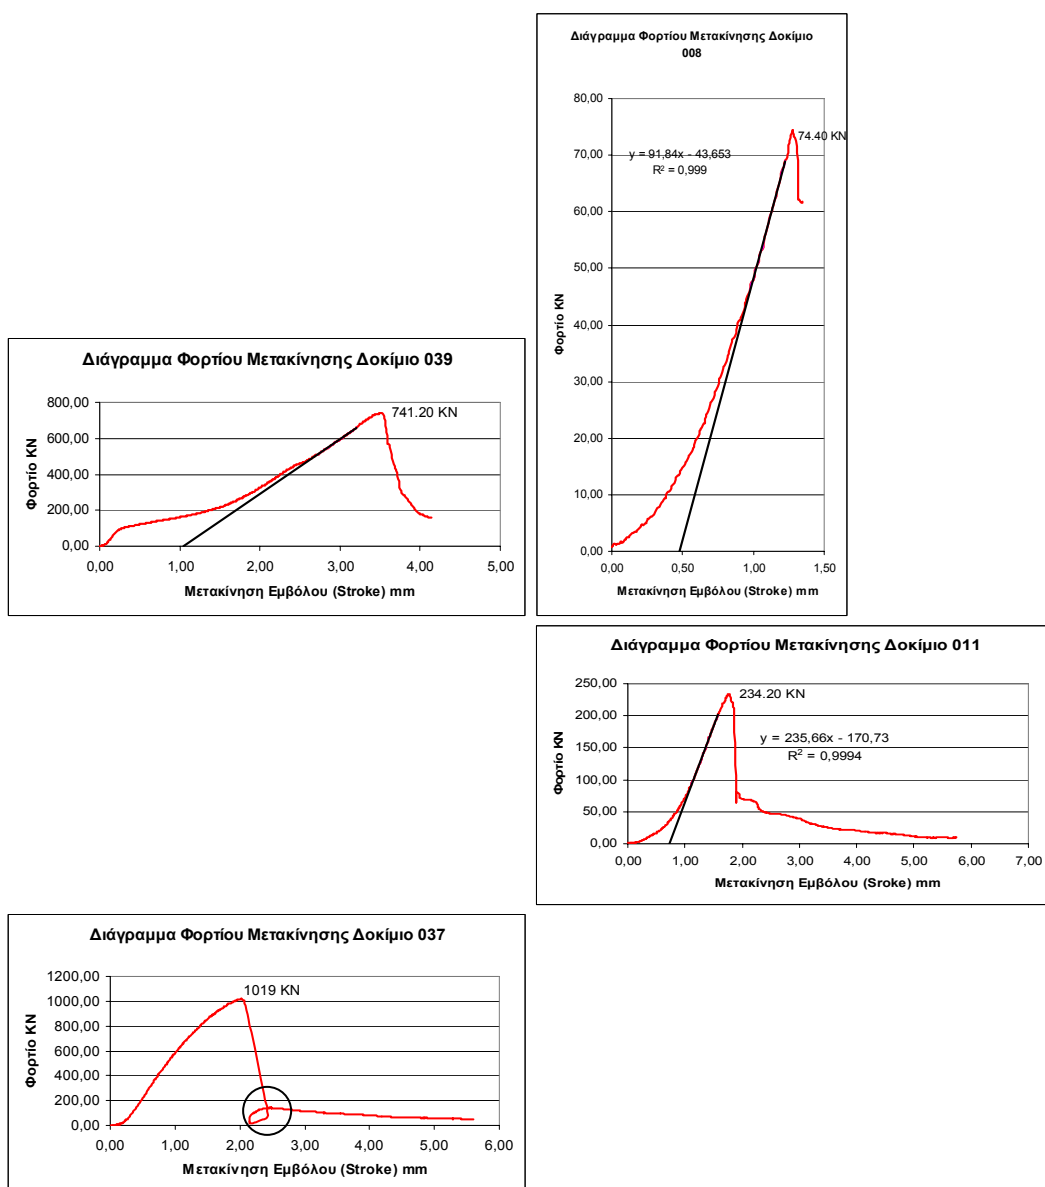 Διάγραμμα Φορτίου Μετακίνησης Δοκίμιο
008
80,00
70,00
60,00
50,00
40,00
30,00
20,00
10,00
0,00
74.40 KN
y = 91,84x - 43,653
R² = 0,999
Φορτίο KN
0,00 0,50 1,00 1,50
Μετακίνηση Εμβόλου (Stroke) mm
Διάγραμμα Φορτίου Μετακίνησης Δοκίμιο 039
800,00
600,00
400,00
200,00
0,00
741.20 KN
Φορτίο KN
0,00 1,00 2,00 3,00 4,00 5,00
Μετακίνηση Εμβόλου (Stroke) mm
Διάγραμμα Φορτίου Μετακίνησης Δοκίμιο 011
250,00
200,00
150,00
100,00
50,00
0,00
234.20 KN
y = 235,66x - 170,73
R² = 0,9994
Φορτίο KN
0,00 1,00 2,00 3,00 4,00 5,00 6,00 7,00
Μετακίνηση Εμβόλου (Sroke) mm
Διάγραμμα Φορτίου Μετακίνησης Δοκίμιο 037
1200,00
1000,00
800,00
600,00
400,00
200,00
0,00
1019 KN
Φορτίο KN
0,00 1,00 2,00 3,00 4,00 5,00 6,00
Μετακίνηση Εμβόλου (Stroke) mm